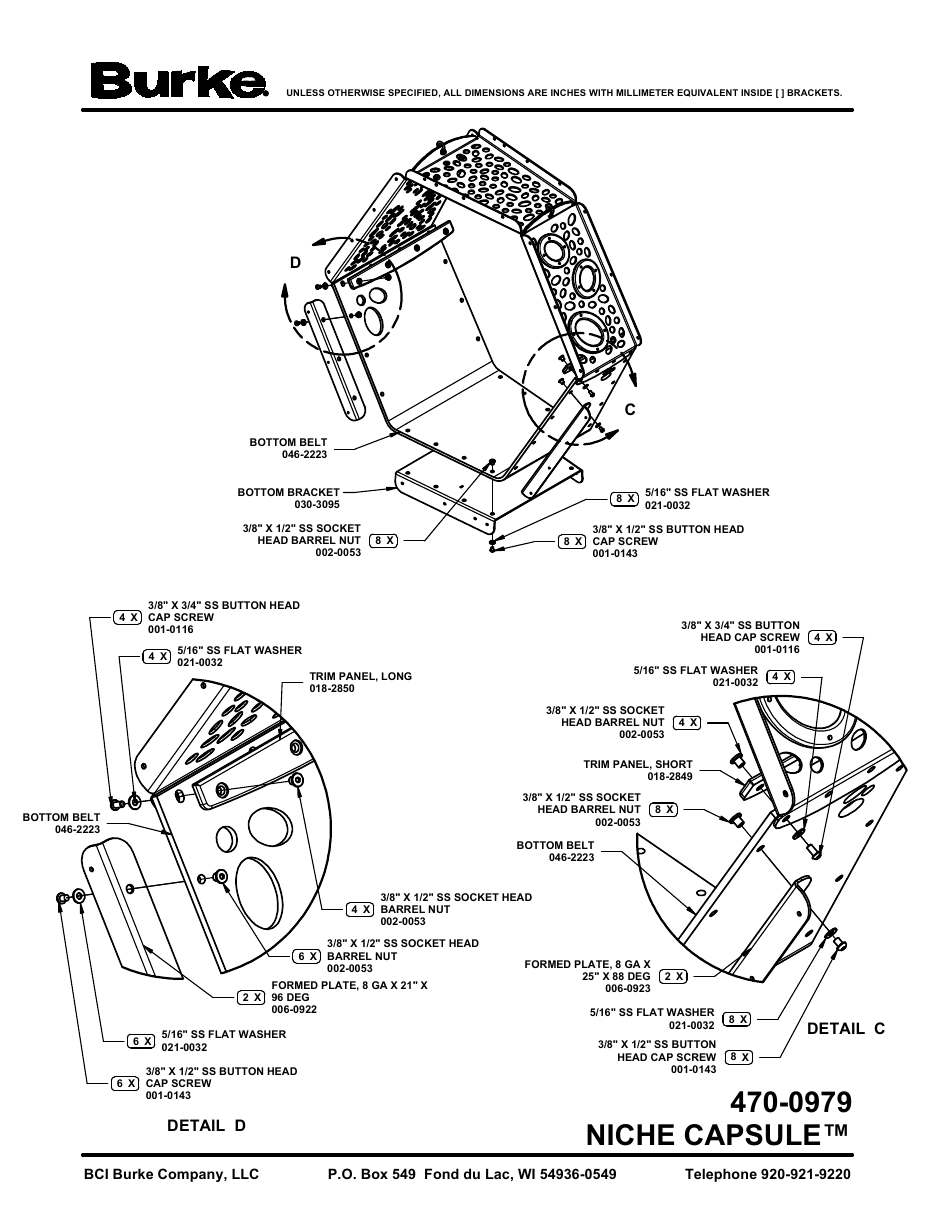 Burke®
UNLESS OTHERWISE SPECIFIED, ALL DIMENSIONS ARE INCHES WITH MILLIMETER EQUIVALENT INSIDE [ ] BRACKETS.
D
C
BOTTOM BELT
046-2223
BOTTOM BRACKET
030-3095
3/8" X 1/2" SS SOCKET
HEAD BARREL NUT 8 X
002-0053
8 X 5/16" SS FLAT WASHER
021-0032
3/8" X 1/2" SS BUTTON HEAD
8 X CAP SCREW
001-0143
3/8" X 3/4" SS BUTTON HEAD
4 X CAP SCREW
001-0116
4 X 5/16" SS FLAT WASHER
021-0032
TRIM PANEL, LONG
018-2850
BOTTOM BELT
046-2223
3/8" X 1/2" SS SOCKET HEAD
4 X BARREL NUT
002-0053
3/8" X 1/2" SS SOCKET HEAD
6 X BARREL NUT
002-0053
FORMED PLATE, 8 GA X 21" X
2 X 96 DEG
006-0922
6 X 5/16" SS FLAT WASHER
021-0032
3/8" X 1/2" SS BUTTON HEAD
6 X CAP SCREW
001-0143
DETAIL D
3/8" X 3/4" SS BUTTON
HEAD CAP SCREW 4 X
001-0116
5/16" SS FLAT WASHER 4 X
021-0032
3/8" X 1/2" SS SOCKET
HEAD BARREL NUT 4 X
002-0053
TRIM PANEL, SHORT
018-2849
3/8" X 1/2" SS SOCKET
HEAD BARREL NUT 8 X
002-0053
BOTTOM BELT
046-2223
FORMED PLATE, 8 GA X
25" X 88 DEG 2 X
006-0923
5/16" SS FLAT WASHER 8 X
021-0032
3/8" X 1/2" SS BUTTON
HEAD CAP SCREW 8 X
001-0143
DETAIL C
470-0979
NICHE CAPSULE™
BCI Burke Company, LLC P.O. Box 549 Fond du Lac, WI 54936-0549 Telephone 920-921-9220